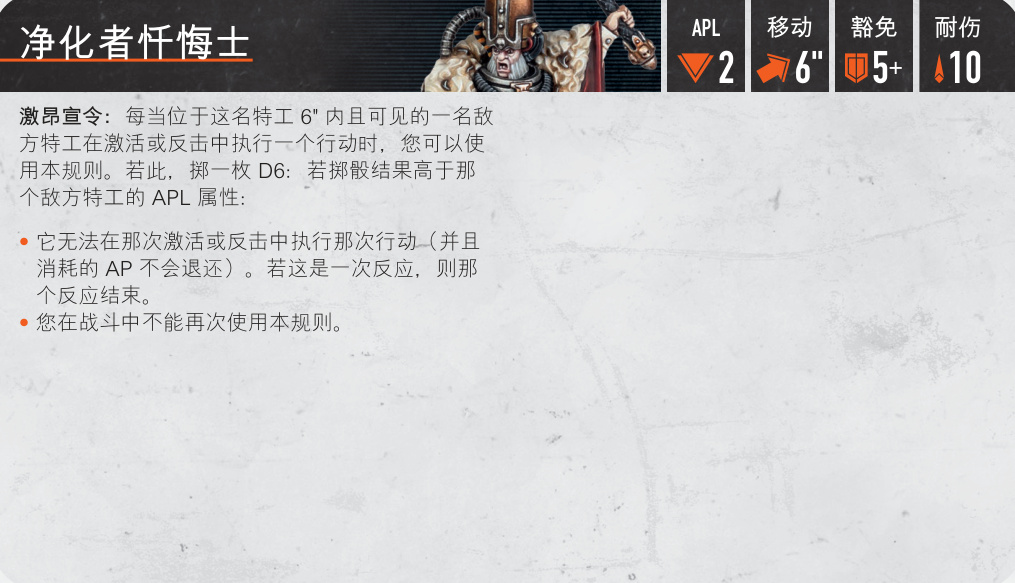 净化者忏悔士
APL
2
移动
6"
豁免
5+
耐伤
10
激昂宣令：每当位于这名特工 6" 内且可见的一名敌
方特工在激活或反击中执行一个行动时，您可以使
用本规则。若此，掷一枚 D6：若掷骰结果高于那
个敌方特工的 APL 属性:
• 它无法在那次激活或反击中执行那次行动（并且
消耗的 AP 不会退还）。若这是一次反应，则那
个反应结束。
• 您在战斗中不能再次使用本规则。